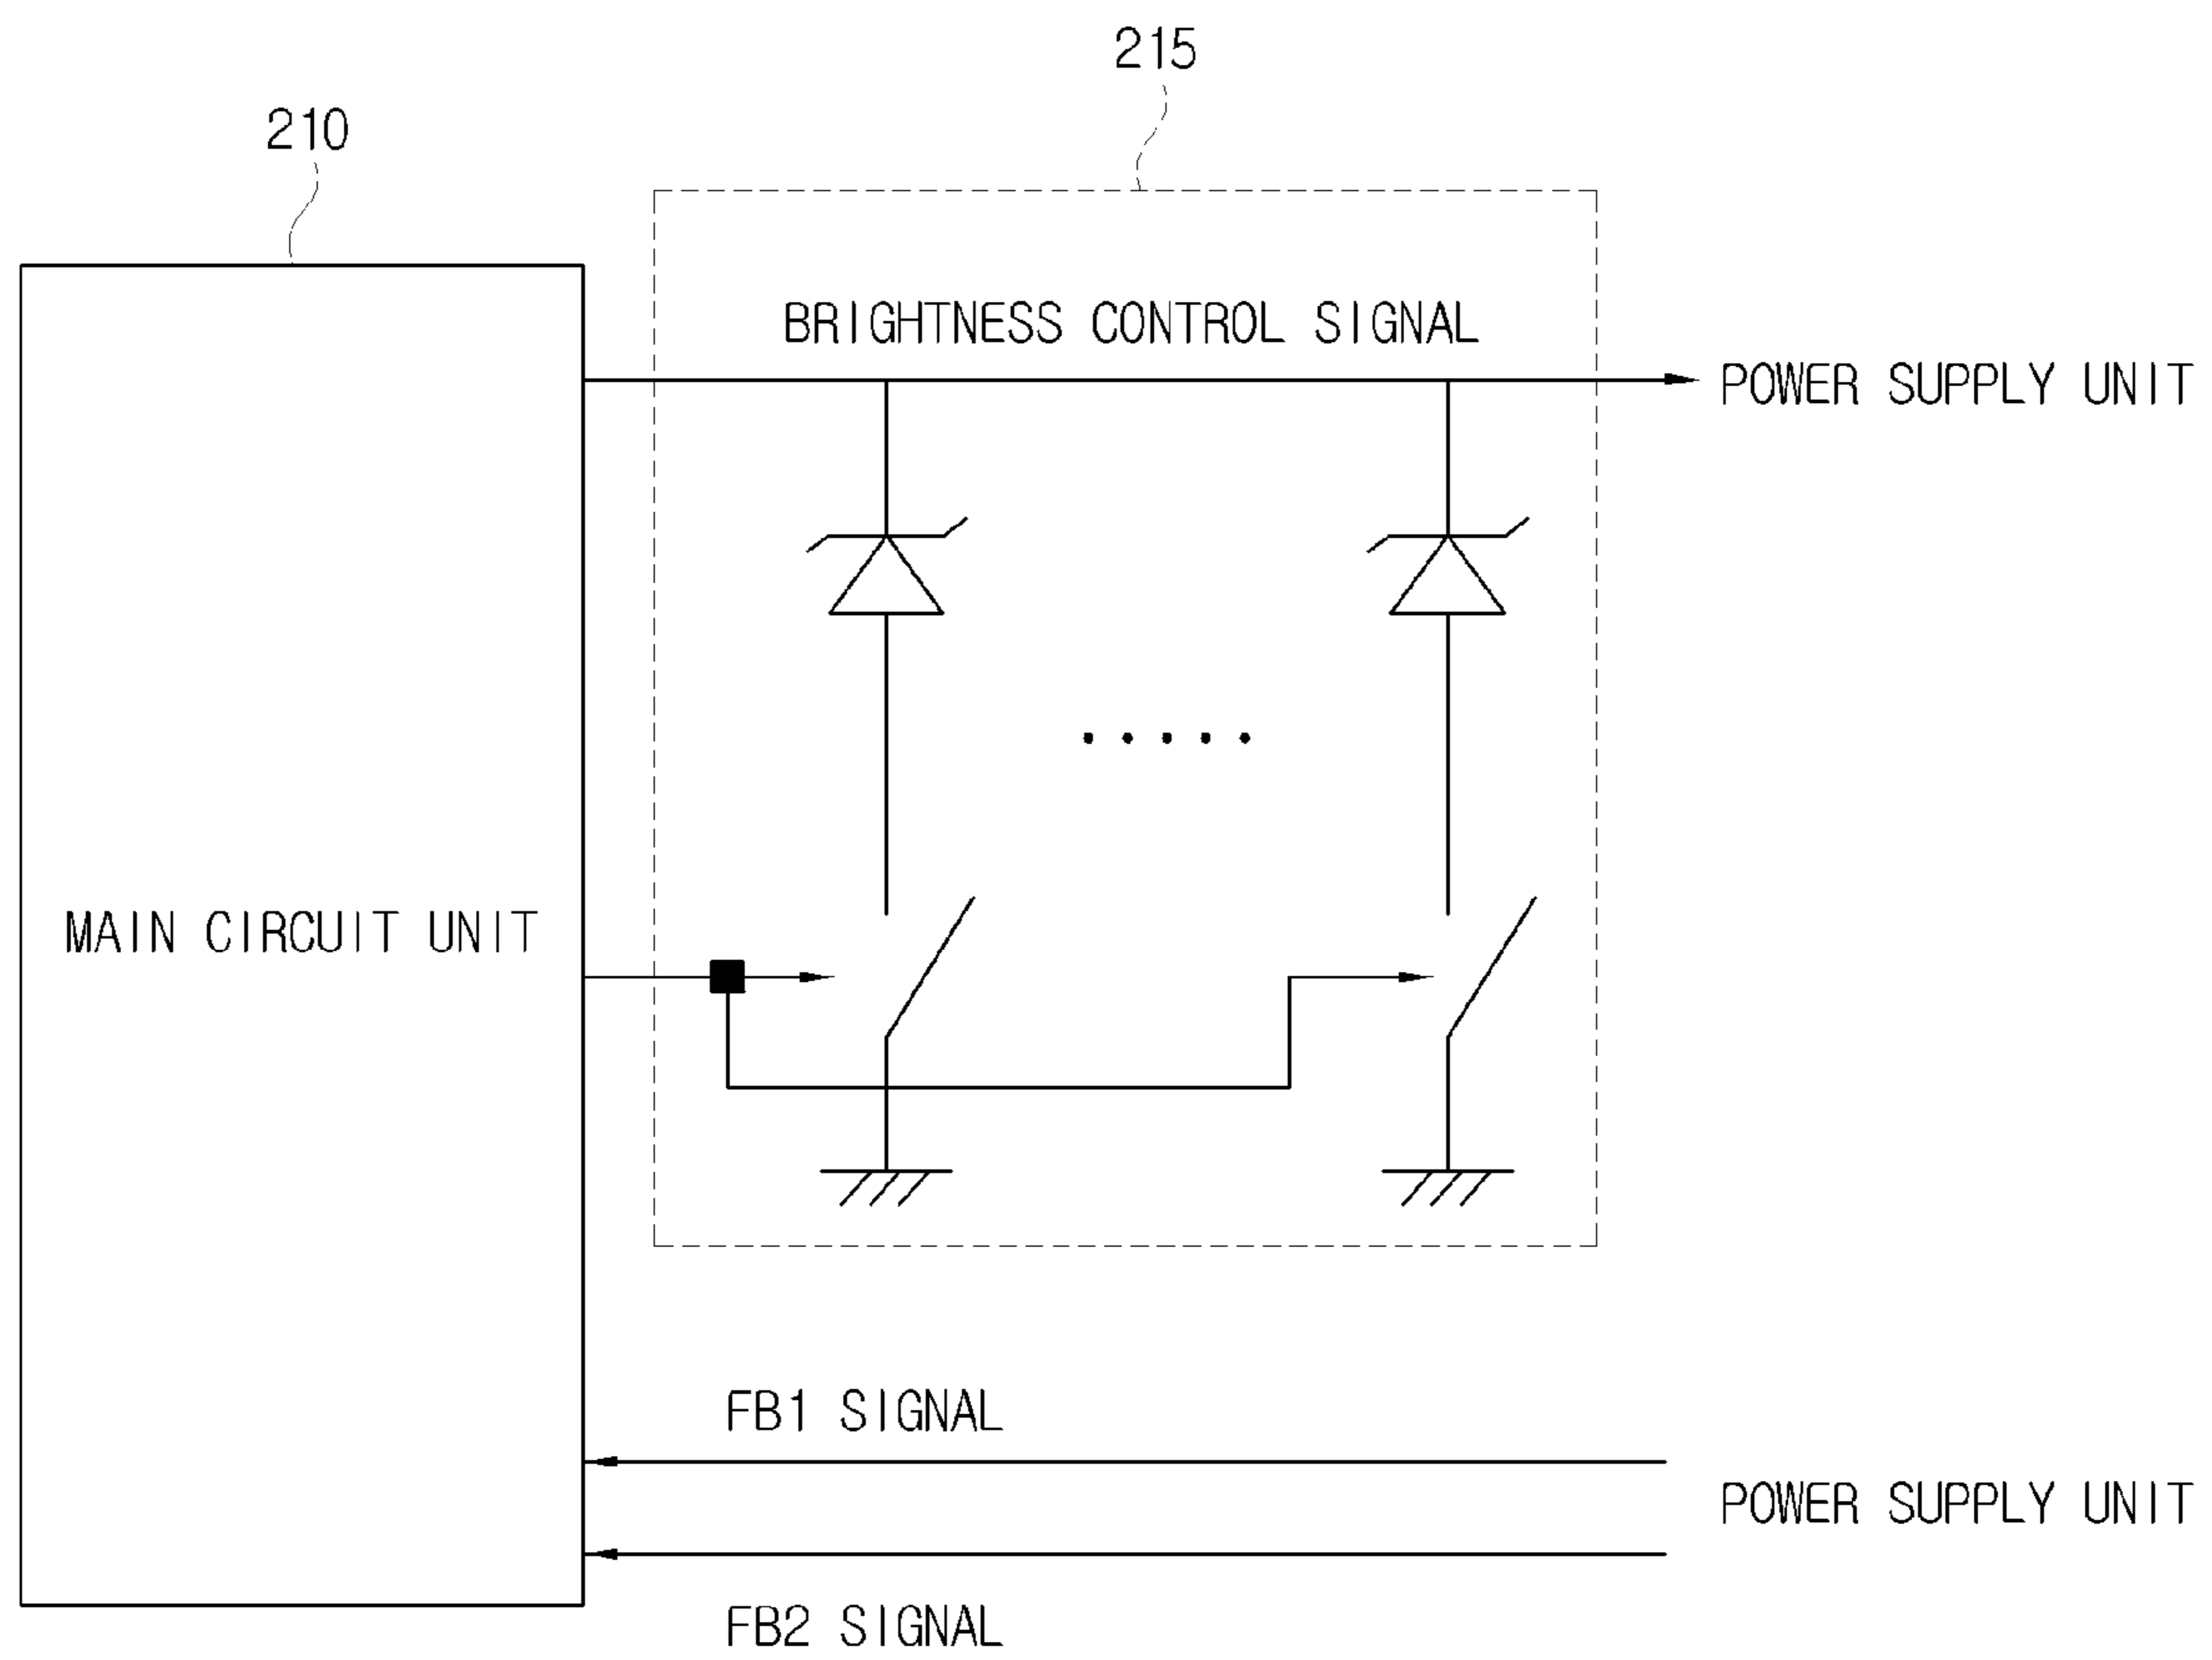 215
210
BRIGHTNESS CONTROL SIGNAL
POWER SUPPLY UNIT
MAIN CIRCUIT UNIT
FB1 SIGNAL
POWER SUPPLY UNIT
FB2 SIGNAL